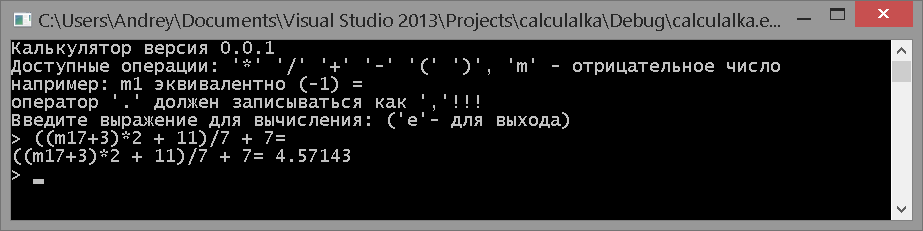 C:\Users\Andrey\Documents\Visual Studio 2013\Projects\calculalka\Debug\calculalka.e...
Калькулятор версия 0.0.1
Доступные операции: '*' '/' '+' '-' '(' ')', 'm' - отрицательное число
например: m1 эквивалентно (-1) =
оператор '.' должен записываться как ','!!!
Введите выражение для вычисления: ('e'- для выхода)
> ((m17+3)*2 + 11)/7 + 7=
((m17+3)*2 + 11)/7 + 7= 4.57143
> _